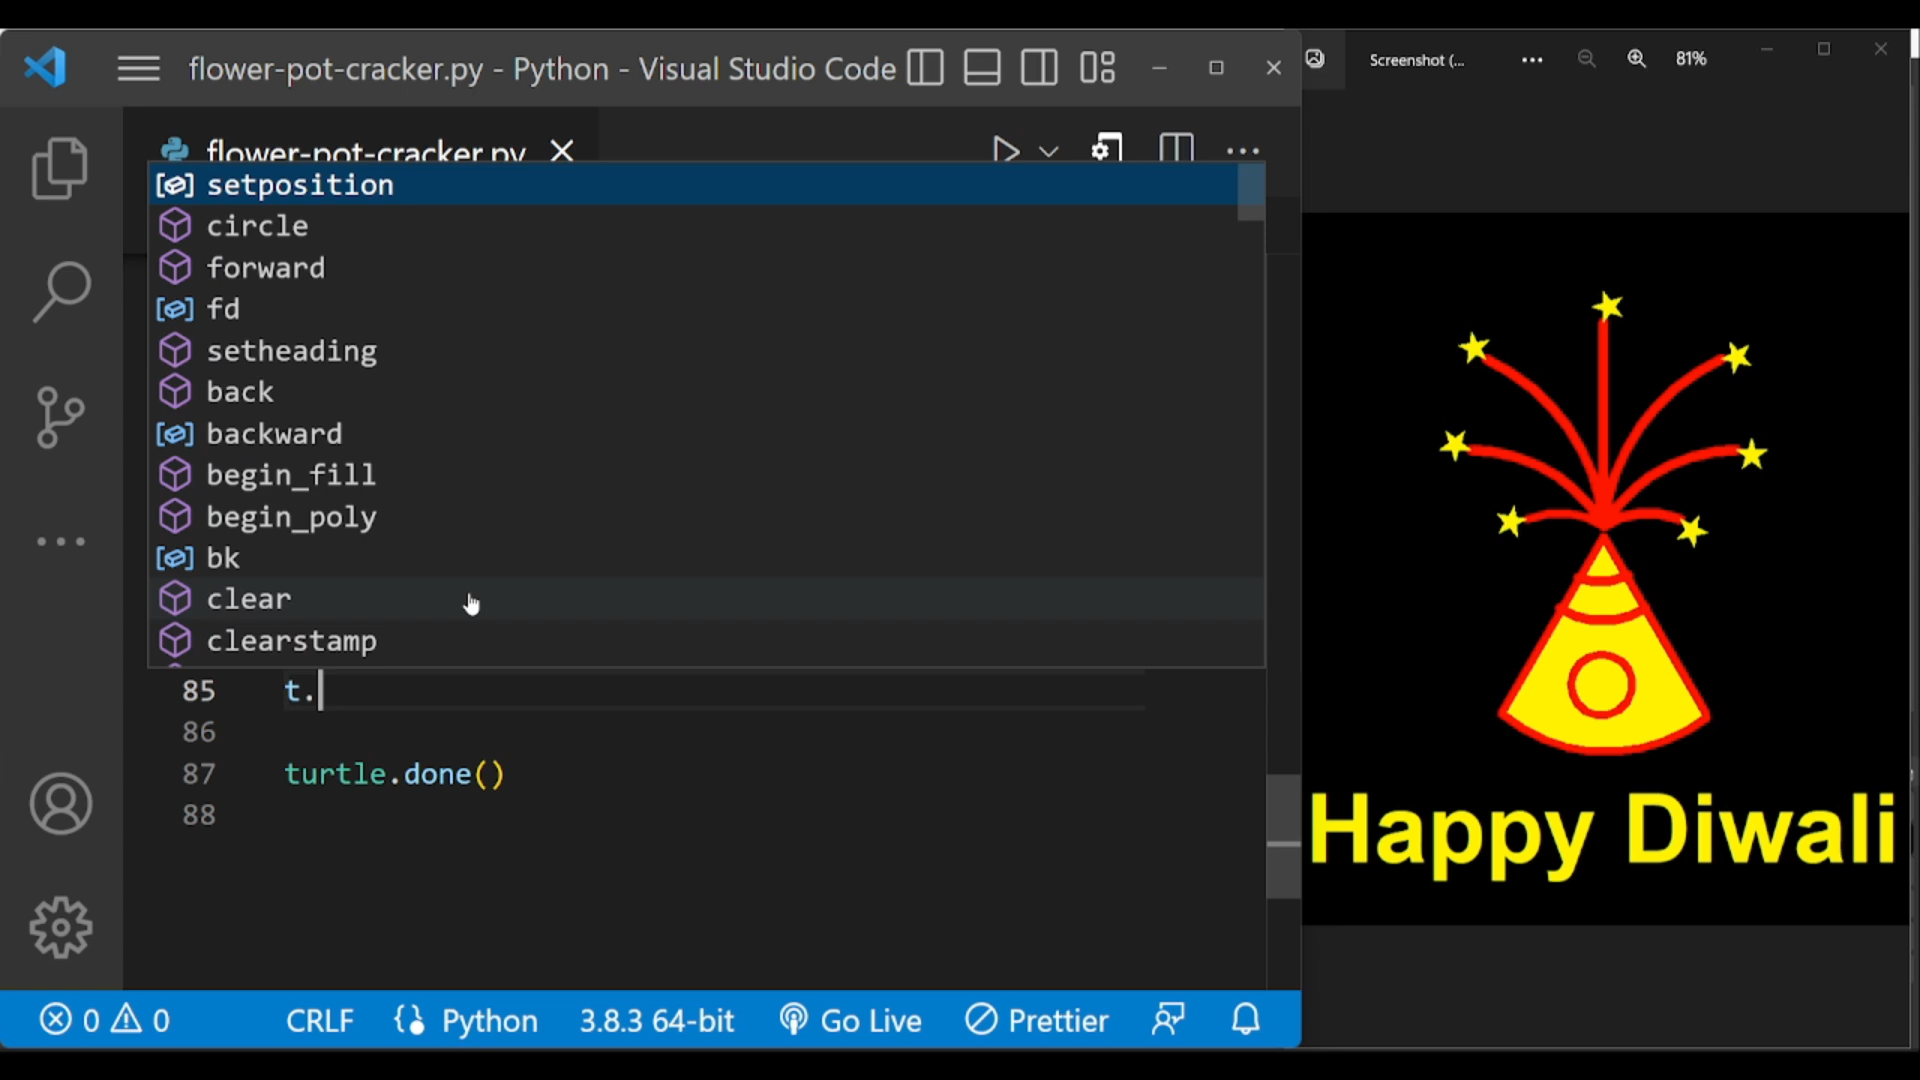 flower-pot-cracker.py - Python - Visual Studio Code
Screenshot (...
81%
flower-pot-cracker.py
setposition
circle
forward
fd
setheading
back
backward
begin_fill
begin_poly
bk
clear
clearstamp
85 t.
86
87 turtle.done()
88
Happy Diwali
0 0 CRLF Python 3.8.3 64-bit Go Live Prettier